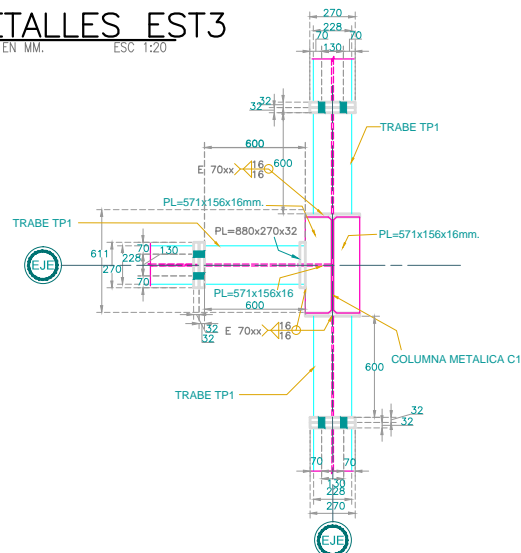 ETALLES EST3
EN MM. ESC 1:20
270
228
70 70
130
32
32
TRABE TP1
600
600
E 70xx 16
16
PL=571x156x16mm.
TRABE TP1
PL=880x270x32
PL=571x156x16mm.
611
270
228
70
70
130
EJE
PL=571x156x16
600
32
32
E 70xx 16
16
COLUMNA METALICA C1
600
TRABE TP1
32
32
70 70
130
228
270
EJE